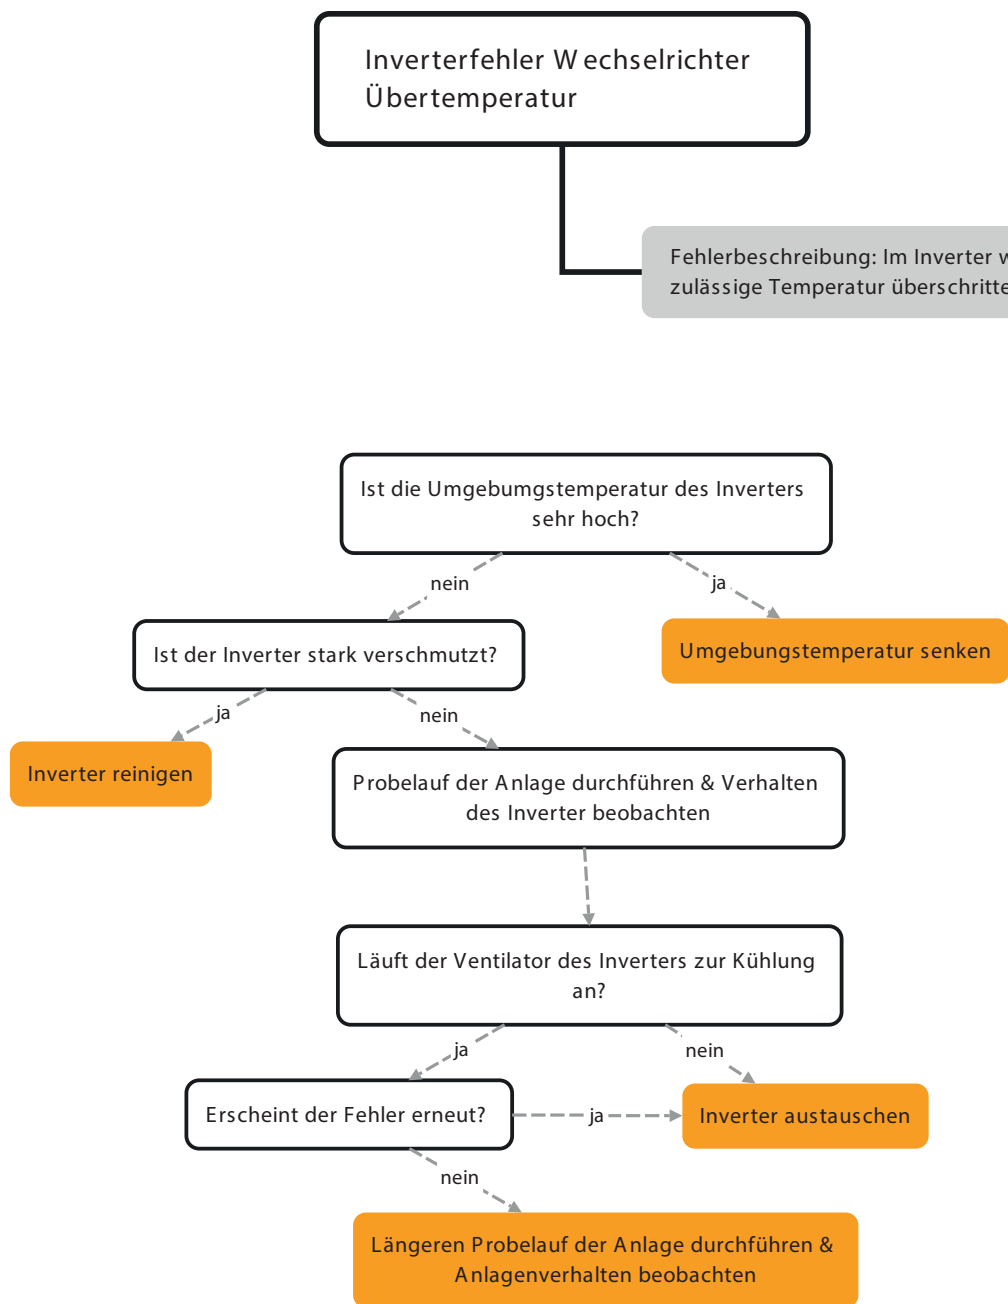 Inverterfehler Wechselrichter
Übertemperatur
Fehlerbeschreibung: Im Inverter
zulässige Temperatur
Ist die Umgebumgstemperatur des Inverters
sehr hoch?
nein
ja
Ist der Inverter stark verschmutzt?
Umgebungstemperatur senken
ja
nein
Inverter reinigen
Probelauf der Anlage durchführen & Verhalten
des Inverter beobachten
Läuft der Ventilator des Inverters zur Kühlung
an?
ja
nein
Erscheint der Fehler erneut?
ja
Inverter austauschen
nein
Längeren Probelauf der Anlage durchführen &
Anlagenverhalten beobachten